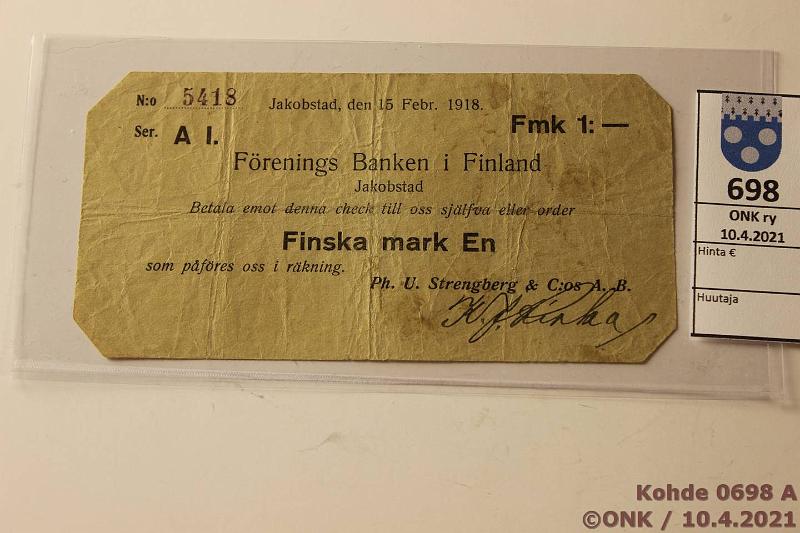 N:o 5418 Jakobstad, den 15 Febr. 1918.
Ser. A I. Fmk 1: —
Förenings Banken i Finland
Jakobstad
Betala emot denna check till oss själfva eller order
Finska mark En
som påföres oss i räkning.
Ph. U. Strengberg & C:os A. B.
698
ONK ry
10.4.2021
Hinta €
Huutaja
Kohde 0698 A
©ONK / 10.4.2021